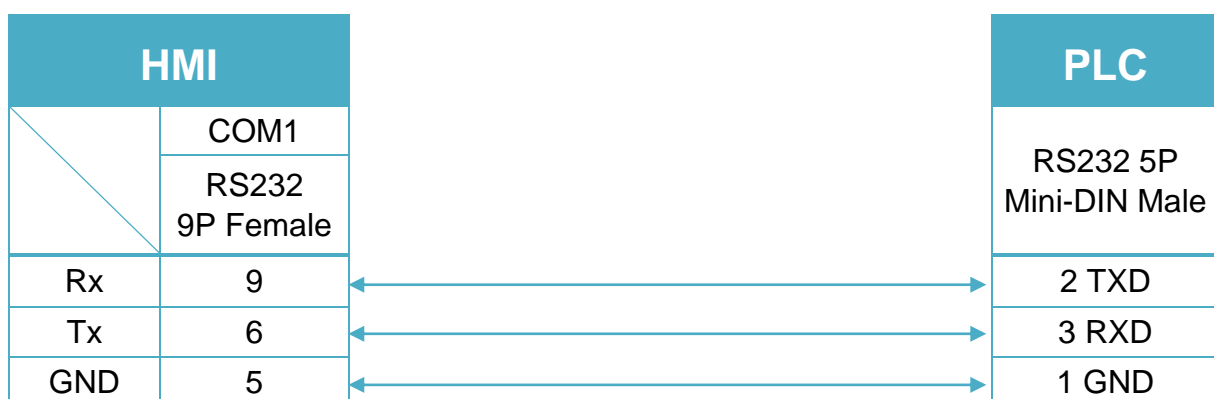 HMI
PLC
COM1
RS232
9P Female
RS232 5P
Mini-DIN Male
Rx 9 2 TXD
Tx 6 3 RXD
GND 5 1 GND